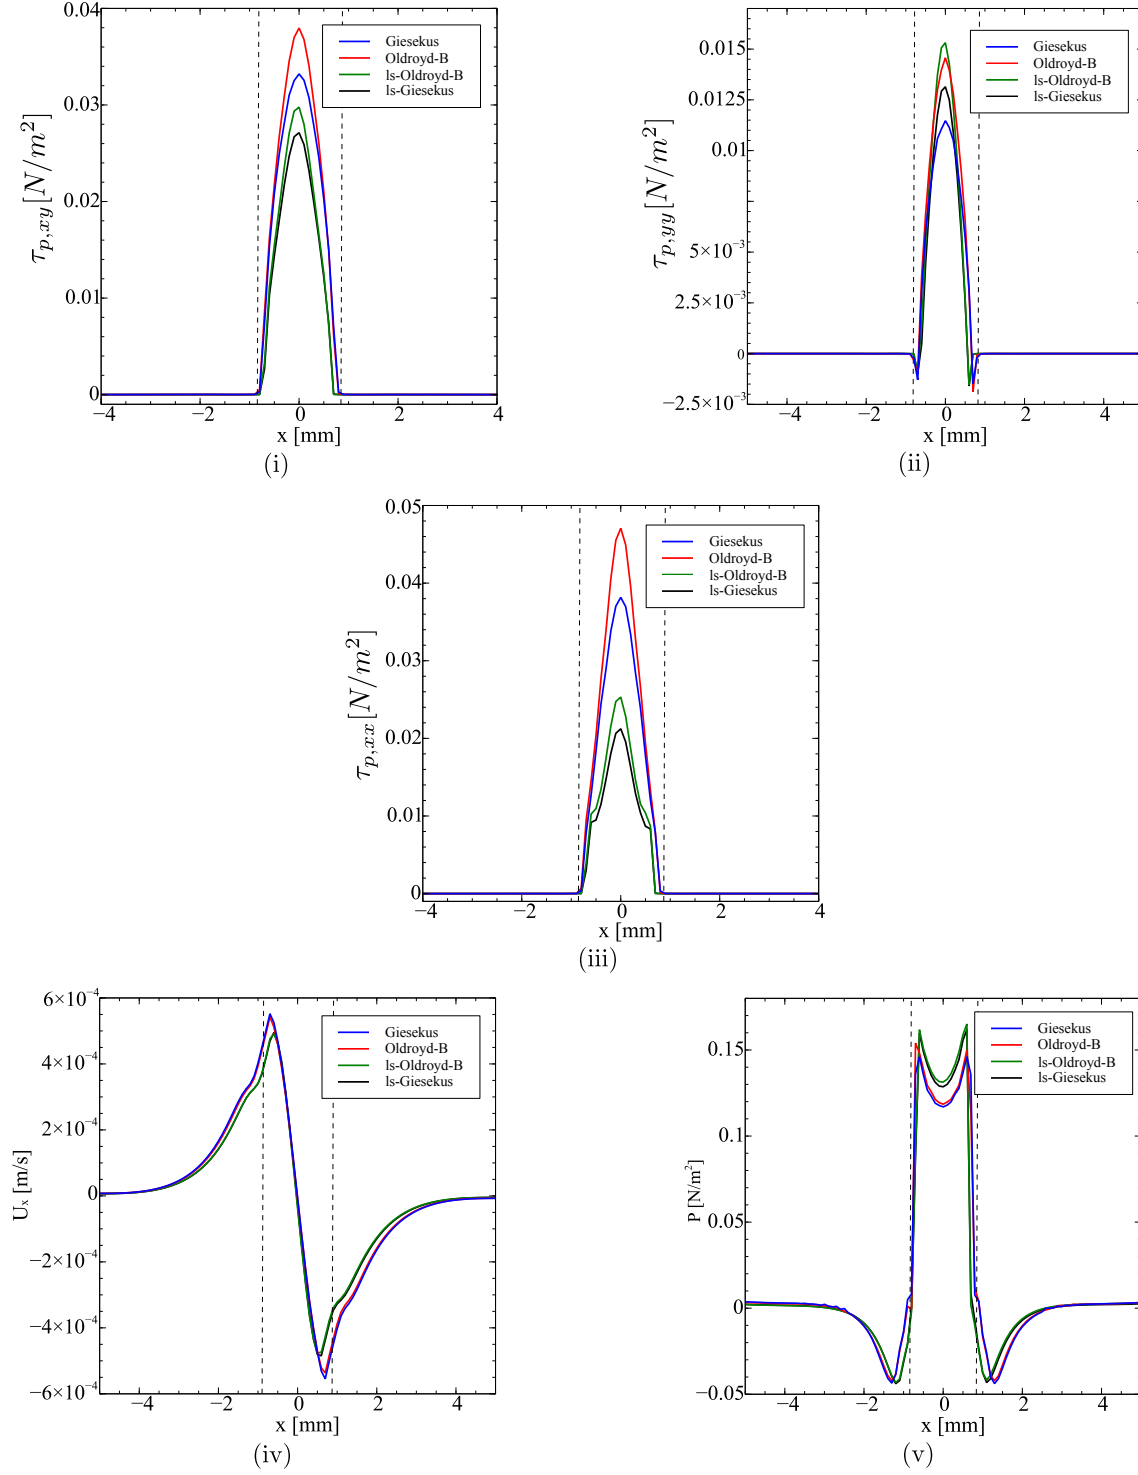 0.04
0.03
0.02
0.01
0
τp,xy[N/m²]
Giesekus
Oldroyd-B
ls-Oldroyd-B
ls-Giesekus
−4 −2 0 2 4
x [mm]
(i)
0.015
0.0125
0.01
5×10⁻³
2.5×10⁻³
0
−2.5×10⁻³
τp,yy[N/m²]
Giesekus
Oldroyd-B
ls-Oldroyd-B
ls-Giesekus
−4 −2 0 2 4
x [mm]
(ii)
0.05
0.04
0.03
0.02
0.01
0
τp,xx[N/m²]
Giesekus
Oldroyd-B
ls-Oldroyd-B
ls-Giesekus
−4 −2 0 2 4
x [mm]
(iii)
6×10⁻⁴
4×10⁻⁴
2×10⁻⁴
0
−2×10⁻⁴
−4×10⁻⁴
−6×10⁻⁴
Ux [m/s]
Giesekus
Oldroyd-B
ls-Oldroyd-B
ls-Giesekus
−4 −2 0 2 4
x [mm]
(iv)
0.15
0.1
0.05
0
−0.05
P [N/m²]
Giesekus
Oldroyd-B
ls-Oldroyd-B
ls-Giesekus
−4 −2 0 2 4
x [mm]
(v)